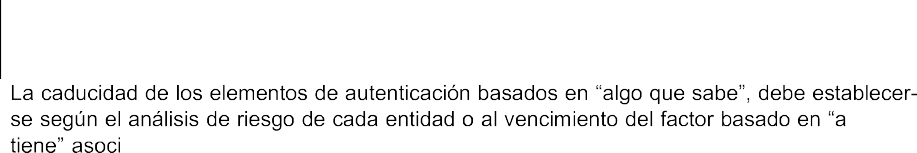 La caducidad de los elementos de autenticación basados en “algo que sabe”, debe establecer-
se según el análisis de riesgo de cada entidad o al vencimiento del factor basado en “a
tiene” asoci